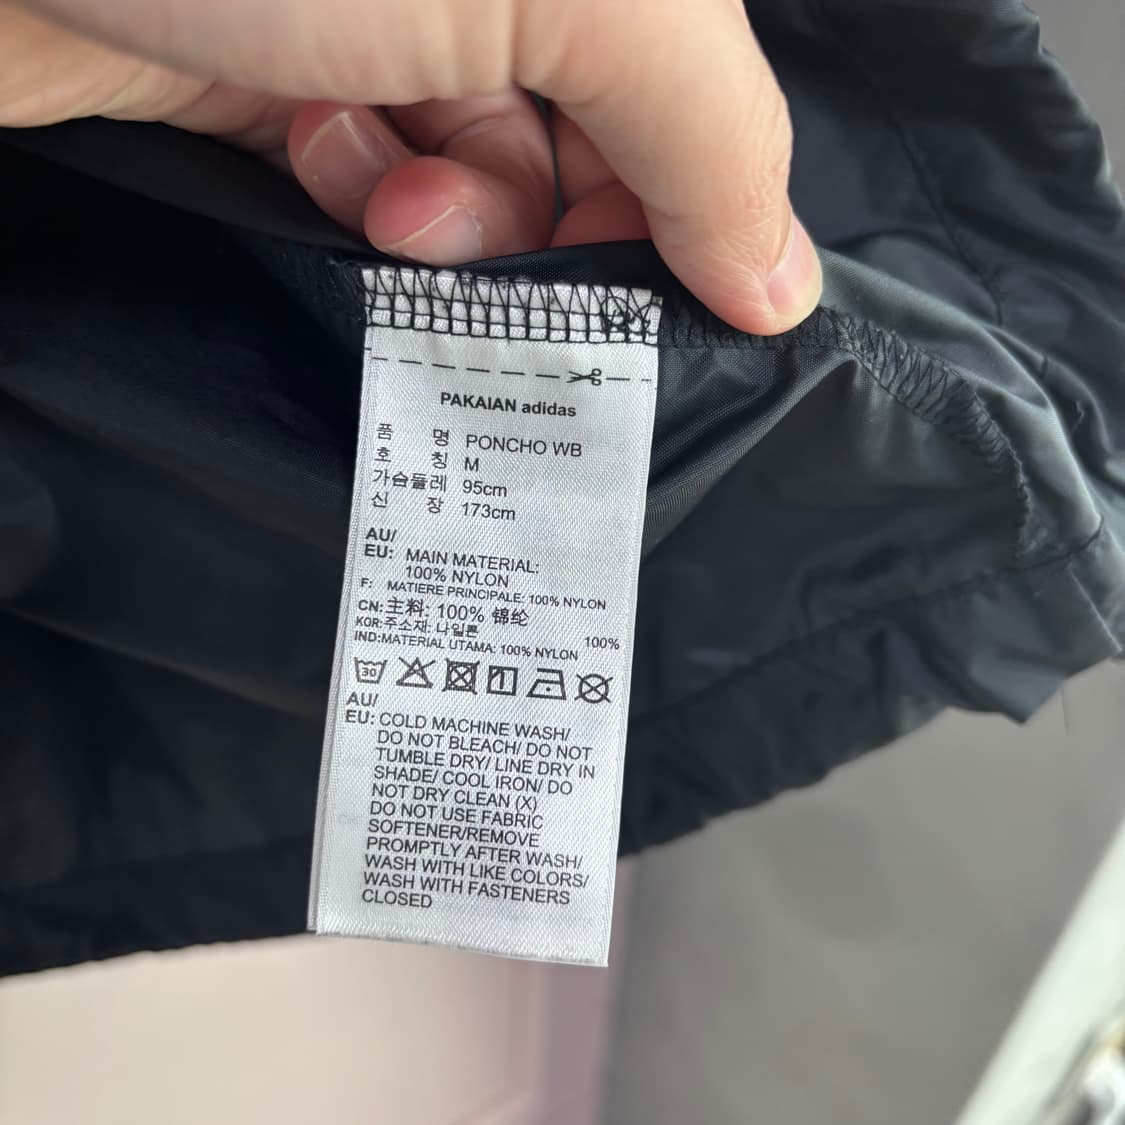 PAKAIAN adidas
품 명 PONCHO WB
호 칭 M
가슴둘레 95cm
신 장 173cm
AU/
EU: MAIN MATERIAL:
100% NYLON
F: MATIERE PRINCIPALE: 100% NYLON
CN:主料: 100% 锦纶
KOR:주소재: 나일론 100%
IND:MATERIAL UTAMA: 100% NYLON
30
AU/
EU: COLD MACHINE WASH/
DO NOT BLEACH/ DO NOT
TUMBLE DRY/ LINE DRY IN
SHADE/ COOL IRON/ DO
NOT DRY CLEAN (X)
DO NOT USE FABRIC
SOFTENER/REMOVE
PROMPTLY AFTER WASH/
WASH WITH LIKE COLORS/
WASH WITH FASTENERS
CLOSED